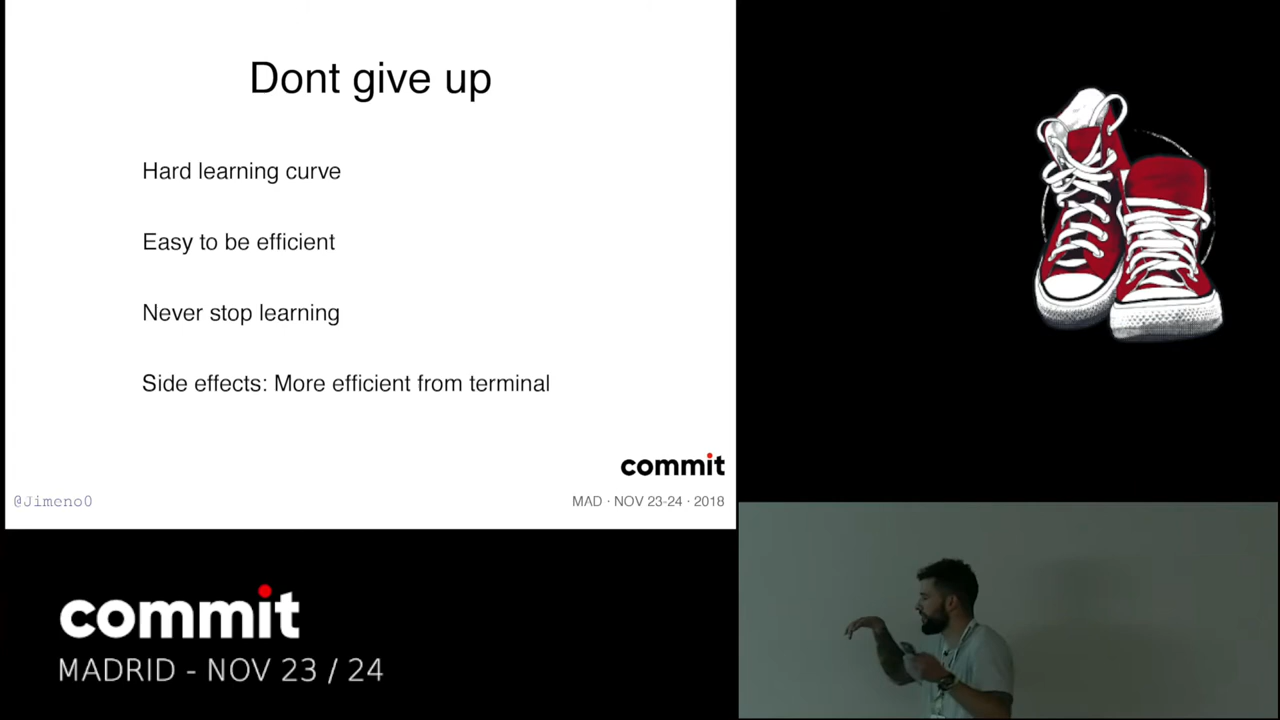 Dont give up
Hard learning curve
Easy to be efficient
Never stop learning
Side effects: More efficient from terminal
commit
@Jimeno0
MAD · NOV 23-24 · 2018
commit
MADRID - NOV 23 / 24